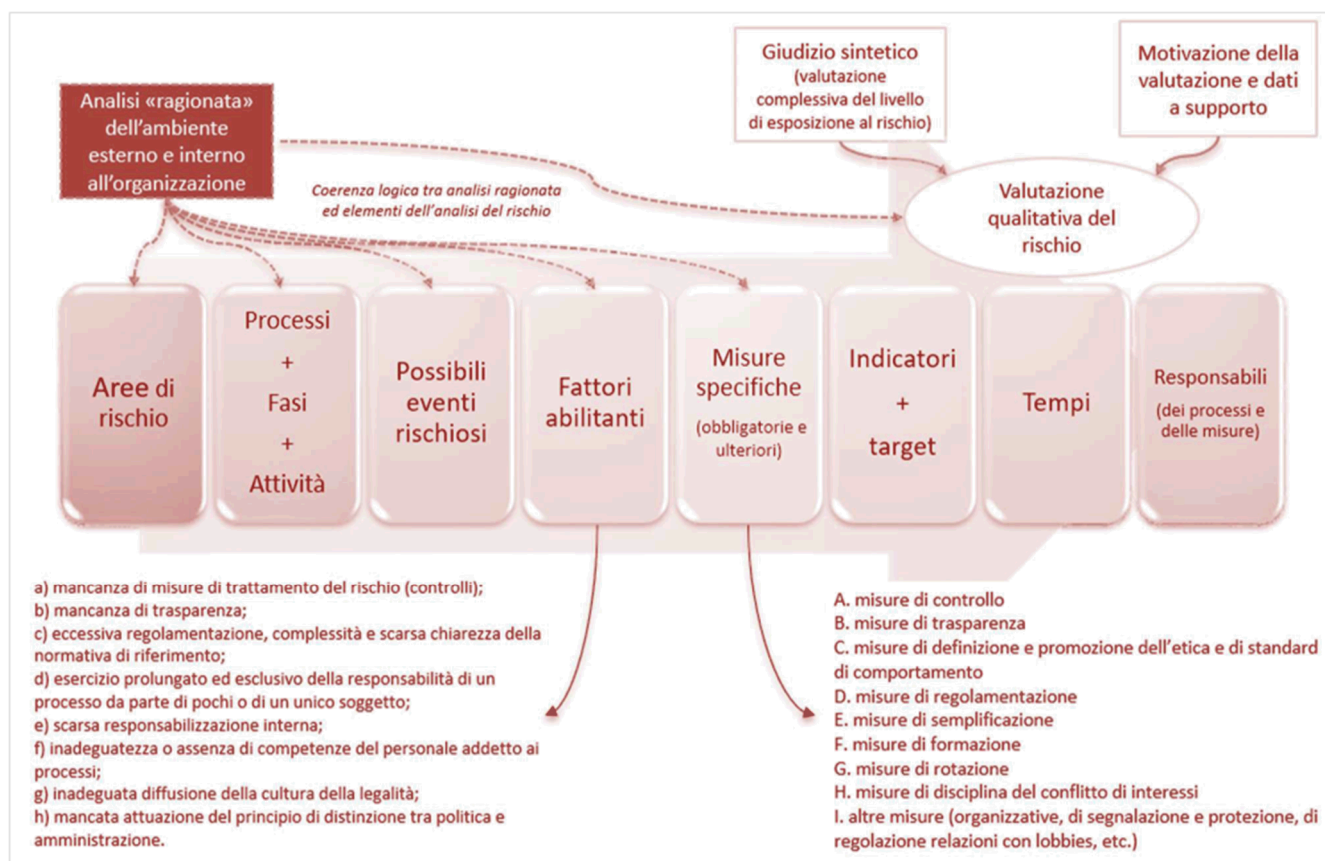 Analisi «ragionata»
dell'ambiente
esterno e interno
all'organizzazione
Giudizio sintetico
(valutazione
complessiva del livello
di esposizione al rischio)
Motivazione della
valutazione e dati
a supporto
Coerenza logica tra analisi ragionata
ed elementi dell'analisi del rischio
Valutazione
qualitativa del
rischio
Aree di
rischio
Processi
+
Fasi
+
Attività
Possibili
eventi
rischiosi
Fattori
abilitanti
Misure
specifiche
(obbligatorie e
ulteriori)
Indicatori
+
target
Tempi
Responsabili
(dei processi e
delle misure)
a) mancanza di misure di trattamento del rischio (controlli);
b) mancanza di trasparenza;
c) eccessiva regolamentazione, complessità e scarsa chiarezza della
normativa di riferimento;
d) esercizio prolungato ed esclusivo della responsabilità di un
processo da parte di pochi o di un unico soggetto;
e) scarsa responsabilizzazione interna;
f) inadeguatezza o assenza di competenze del personale addetto ai
processi;
g) inadeguata diffusione della cultura della legalità;
h) mancata attuazione del principio di distinzione tra politica e
amministrazione.
A. misure di controllo
B. misure di trasparenza
C. misure di definizione e promozione dell'etica e di standard
di comportamento
D. misure di regolamentazione
E. misure di semplificazione
F. misure di formazione
G. misure di rotazione
H. misure di disciplina del conflitto di interessi
I. altre misure (organizzative, di segnalazione e protezione, di
regolazione relazioni con lobbies, etc.)